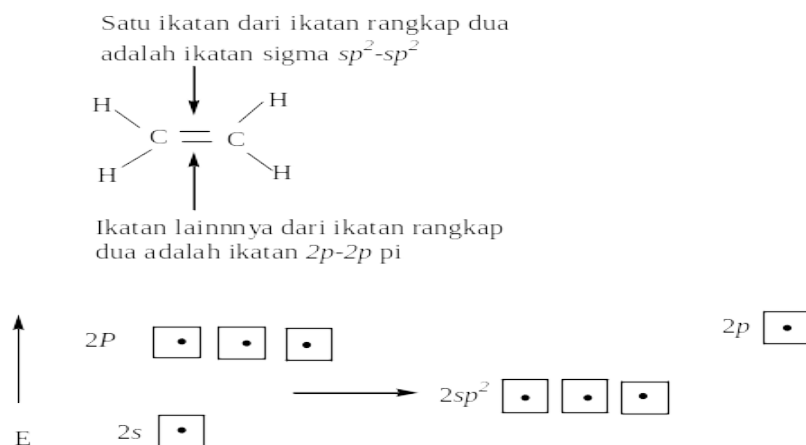 Satu ikatan dari ikatan rangkap dua
adalah ikatan sigma sp²-sp²
H H
C C
H H
Ikatan lainnnya dari ikatan rangkap
dua adalah ikatan 2p-2p pi
2p
2P
2sp²
2s
E